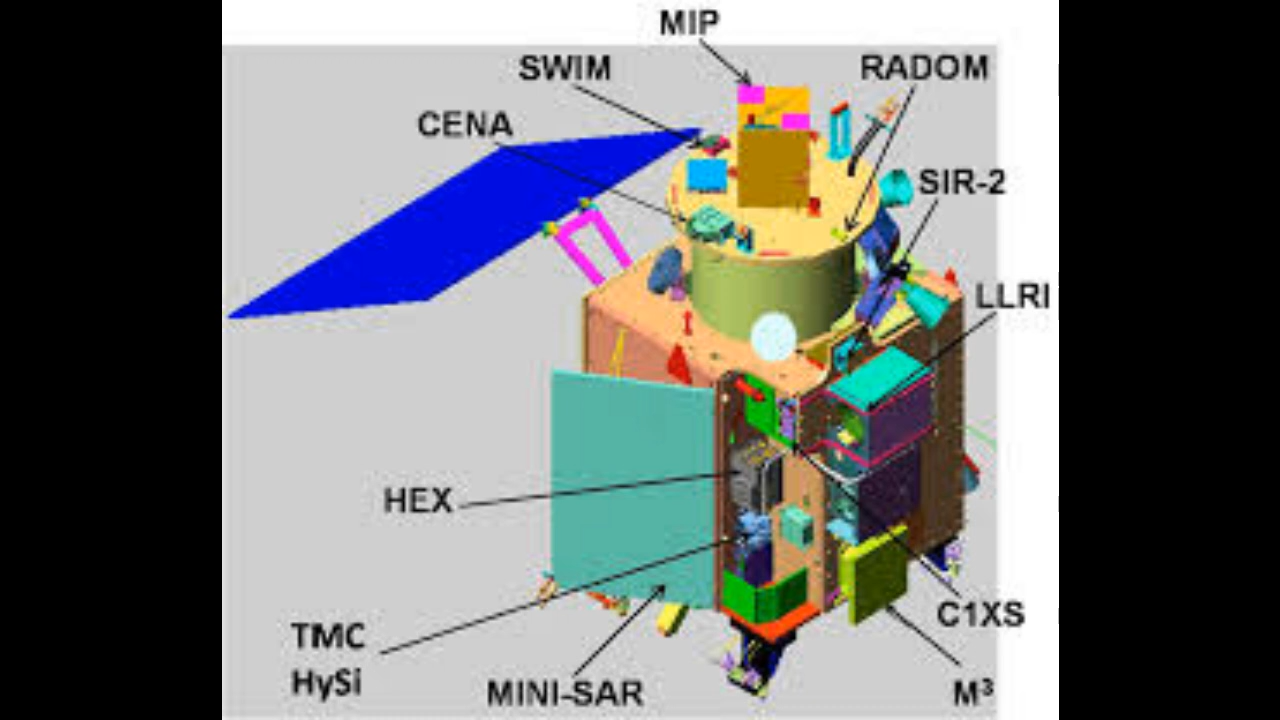 MIP
SWIM
RADOM
CENA
SIR-2
LLRI
HEX
C1XS
TMC
HySi
MINI-SAR
M³